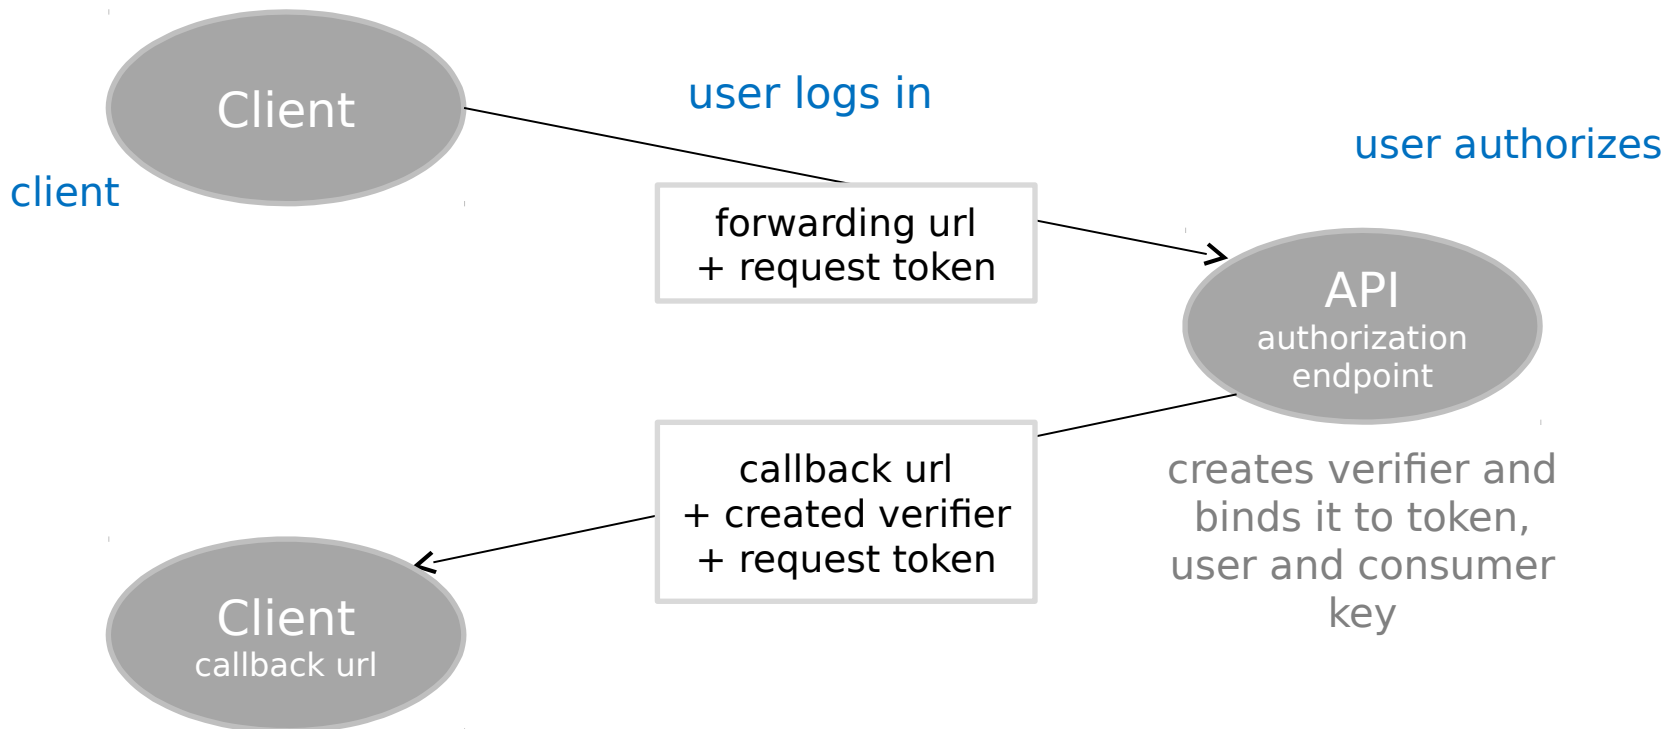 Client
user logs in
user authorizes
client
forwarding url
+ request token
API
authorization
endpoint
callback url
+ created verifier
+ request token
creates verifier and
binds it to token,
user and consumer
key
Client
callback url